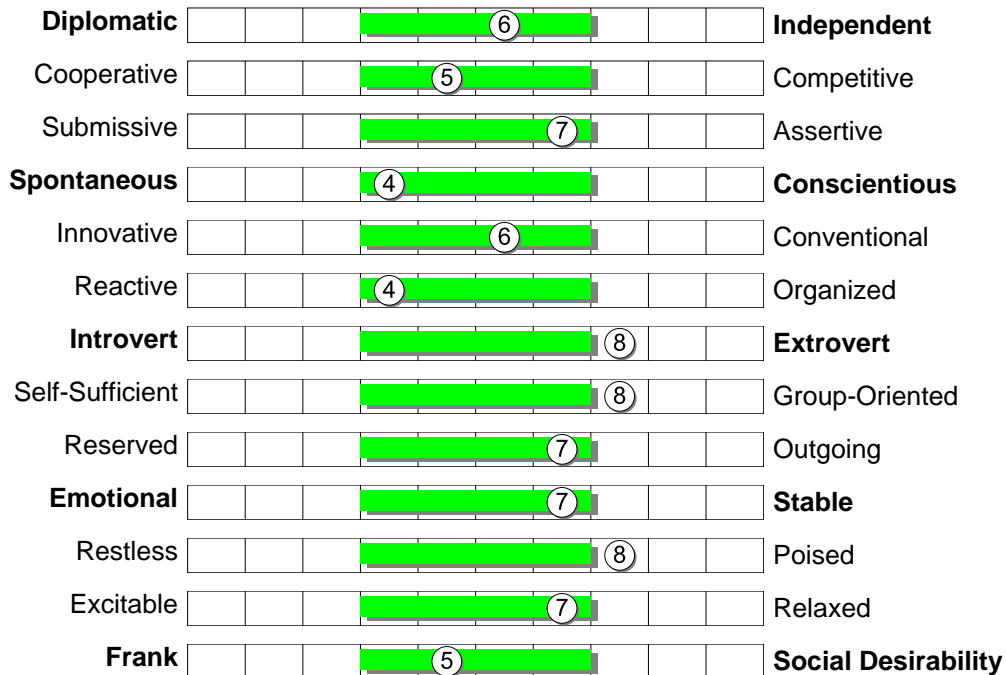 Diplomatic 6 Independent
Cooperative 5 Competitive
Submissive 7 Assertive
Spontaneous 4 Conscientious
Innovative 6 Conventional
Reactive 4 Organized
Introvert 8 Extrovert
Self-Sufficient 8 Group-Oriented
Reserved 7 Outgoing
Emotional 7 Stable
Restless 8 Poised
Excitable 7 Relaxed
Frank 5 Social Desirability